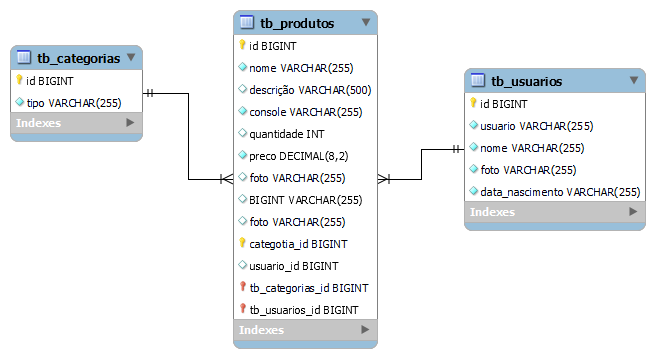 tb_categorias
id BIGINT
tipo VARCHAR(255)
Indexes
tb_produtos
id BIGINT
nome VARCHAR(255)
descrição VARCHAR(500)
console VARCHAR(255)
quantidade INT
preco DECIMAL(8,2)
foto VARCHAR(255)
BIGINT VARCHAR(255)
foto VARCHAR(255)
categotia_id BIGINT
usuario_id BIGINT
tb_categorias_id BIGINT
tb_usuarios_id BIGINT
Indexes
tb_usuarios
id BIGINT
usuario VARCHAR(255)
nome VARCHAR(255)
foto VARCHAR(255)
data_nascimento VARCHAR(255)
Indexes